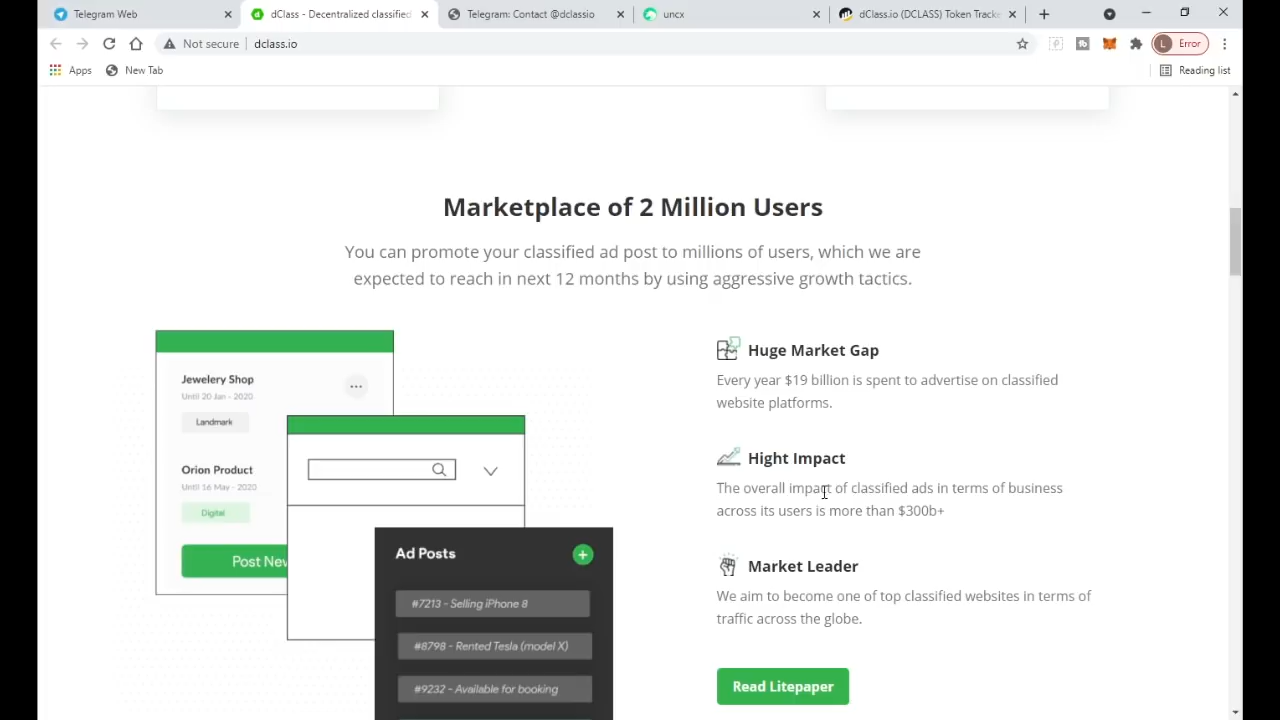 Telegram Web
dClass - Decentralized classified
Telegram: Contact @dclassio
uncx
dClass.io (DCLASS) Token Tracke
Not secure
dclass.io
L
Error
Apps
New Tab
Reading list
Marketplace of 2 Million Users
You can promote your classified ad post to millions of users, which we are
expected to reach in next 12 months by using aggressive growth tactics.
Jewelery Shop
Until 20 Jan - 2020
Landmark
Orion Product
Until 16 May - 2020
Digital
Post New
Ad Posts
#7213 - Selling iPhone 8
#8798 - Rented Tesla (model X)
#9232 - Available for booking
Huge Market Gap
Every year $19 billion is spent to advertise on classified
website platforms.
Hight Impact
The overall impact of classified ads in terms of business
across its users is more than $300b+
Market Leader
We aim to become one of top classified websites in terms of
traffic across the globe.
Read Litepaper